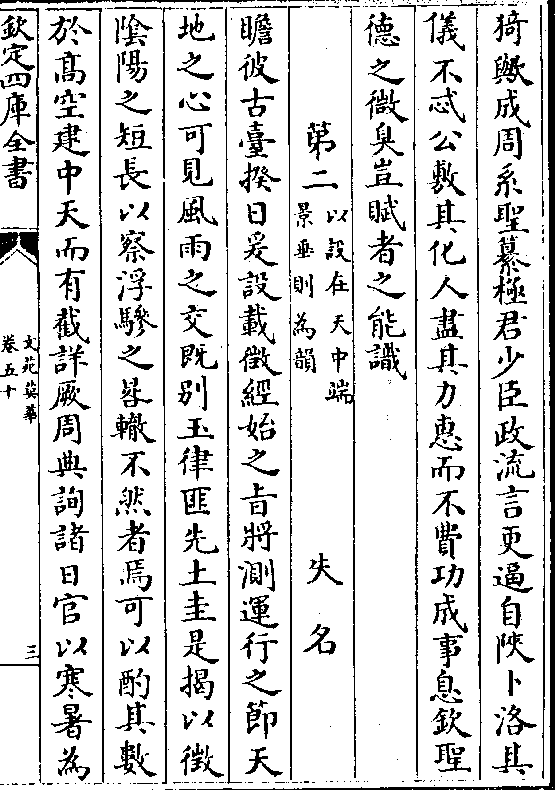 猗歟成周系聖纂極君少臣政流言更逼自陝卜洛其
儀不忒公敷其化人盡其力惠而不費功成事息欽聖
德之微臭豈賦者之能識
第二 以設在天中端景垂則為韻 失名
瞻彼古臺揆日爰設載徵經始之旨將測運行之節天
地之心可見風雨之交既別玉律匪先土圭是揭以徵
陰陽之短長以察浮驂之晷轍不然者焉可以酌其數
於高空建中天而有截詳厥周典詢諸日官以寒暑為
欽定四庫全書
文苑英華
卷五十
三